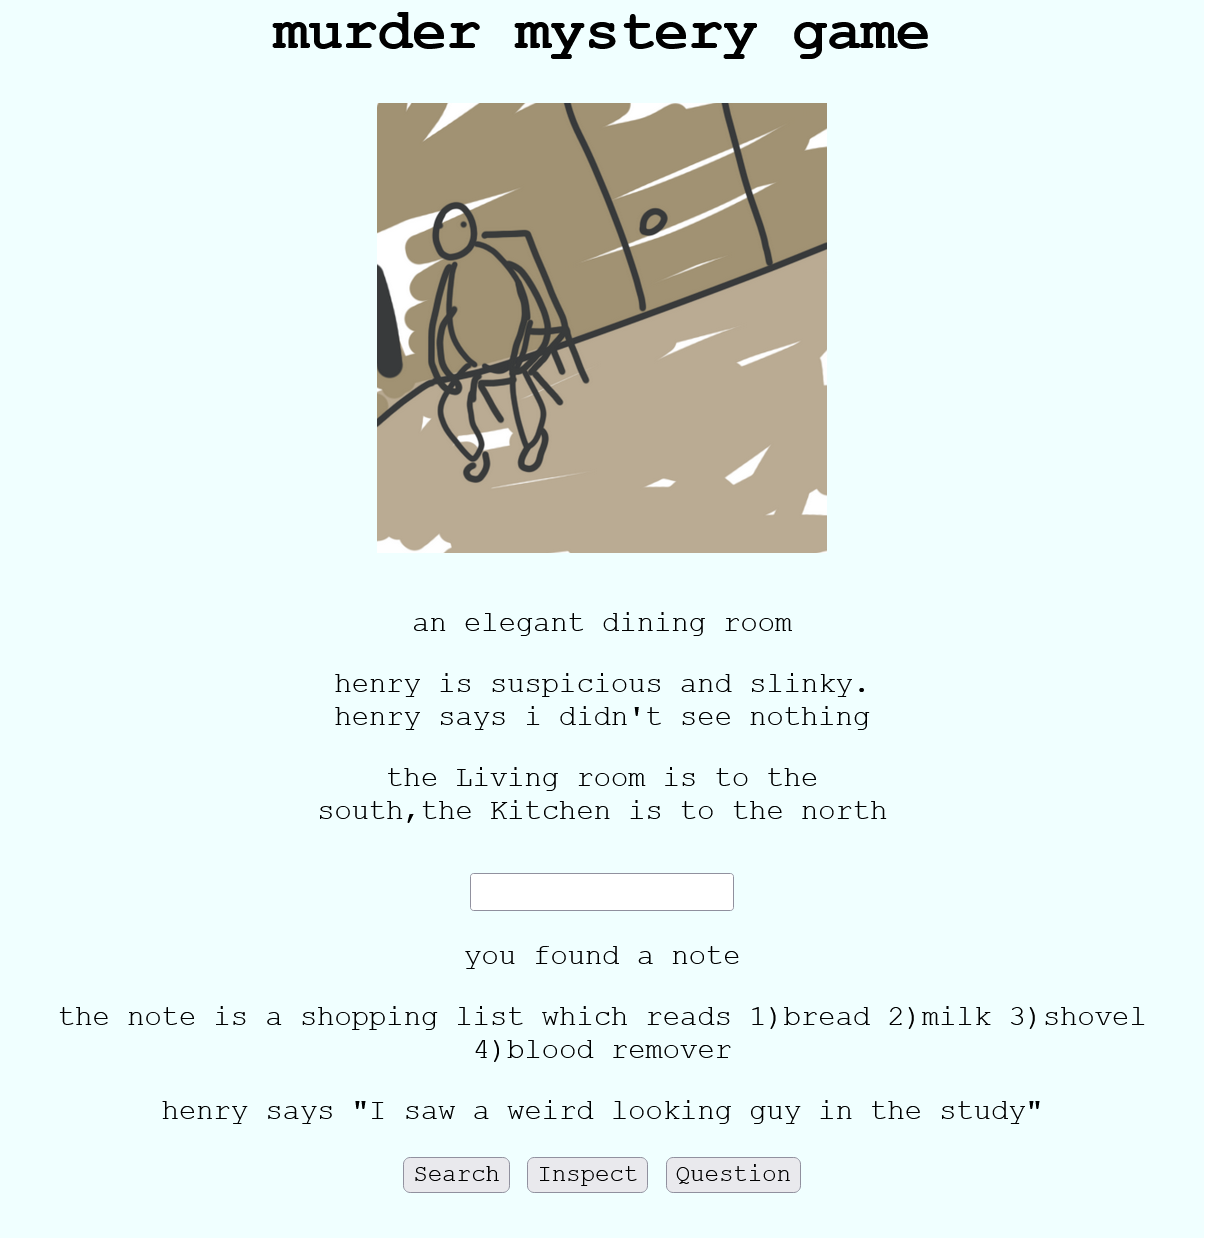 murder mystery game
an elegant dining room
henry is suspicious and slinky.
henry says i didn't see nothing
the Living room is to the
south,the Kitchen is to the north
you found a note
the note is a shopping list which reads 1)bread 2)milk 3)shovel
4)blood remover
henry says "I saw a weird looking guy in the study"
Search Inspect Question